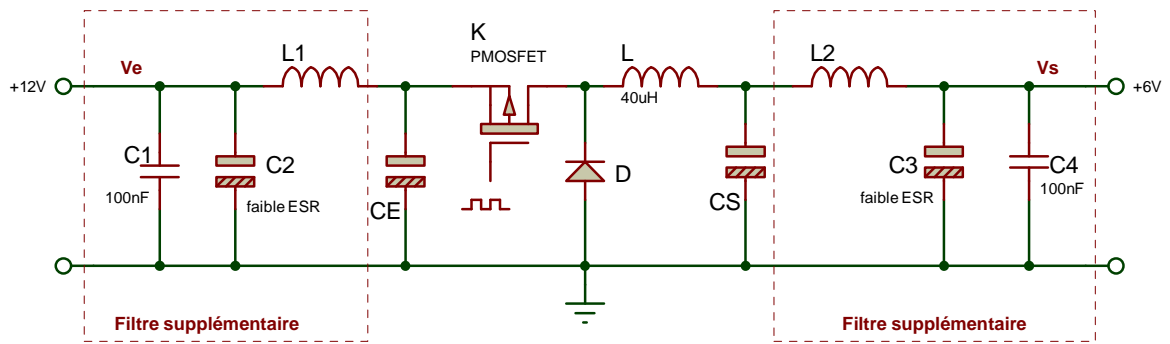 K
PMOSFET
L1
L
L2
Ve
Vs
+12V
40uH
+6V
C1
C2
D
C3
C4
100nF
faible ESR
CE
CS
faible ESR
100nF
Filtre supplémentaire
Filtre supplémentaire